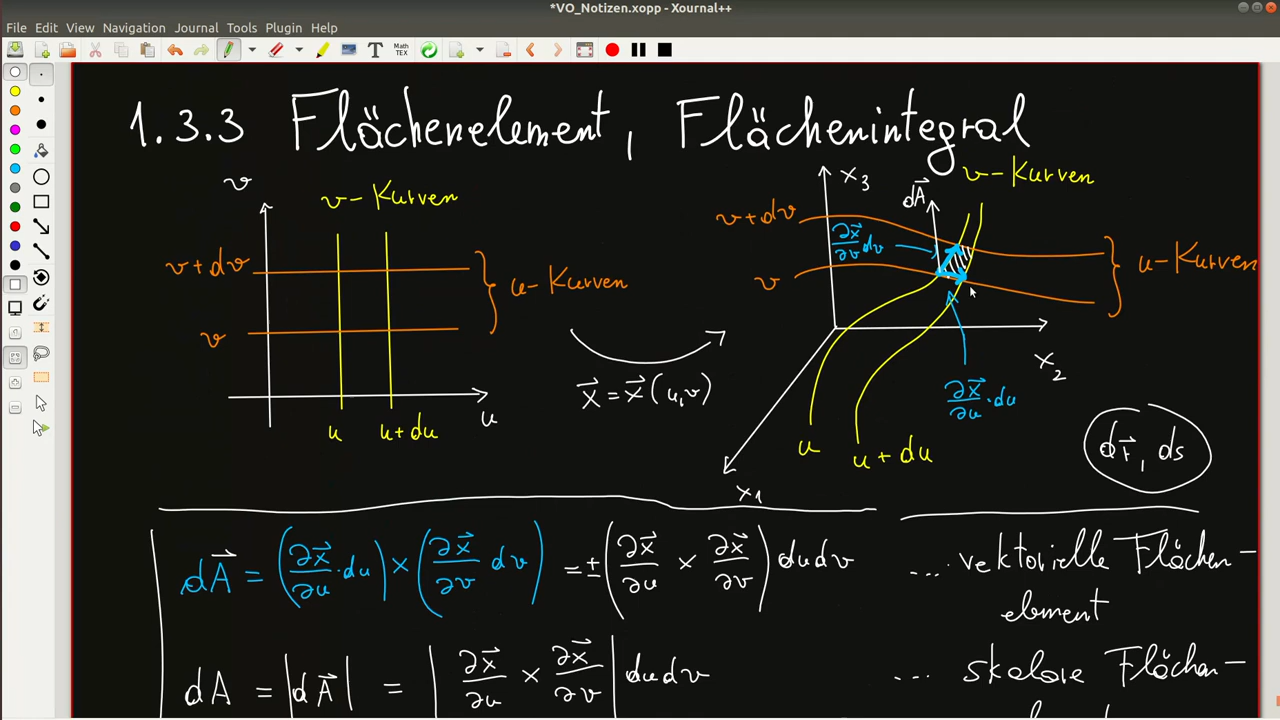 *VO_Notizen.xopp - Xournal++
File Edit View Navigation Journal Tools Plugin Help
1.3.3 Flächenelement, Flächenintegral
v
v-Kurven
v+dv
v
u-Kurven
u
u+du
u
x⃗ = x⃗(u,v)
x₃
dA⃗
v-Kurven
v+dv
∂x⃗/∂v dv
v
u-Kurven
x₂
∂x⃗/∂u · du
u
u+du
x₁
dr⃗, ds
dA⃗ = (∂x⃗/∂u · du) × (∂x⃗/∂v dv) = ± (∂x⃗/∂u × ∂x⃗/∂v) du dv ... vektorielle Flächen-
element
dA = |dA⃗| = |∂x⃗/∂u × ∂x⃗/∂v| du dv ... skalare Flächen-